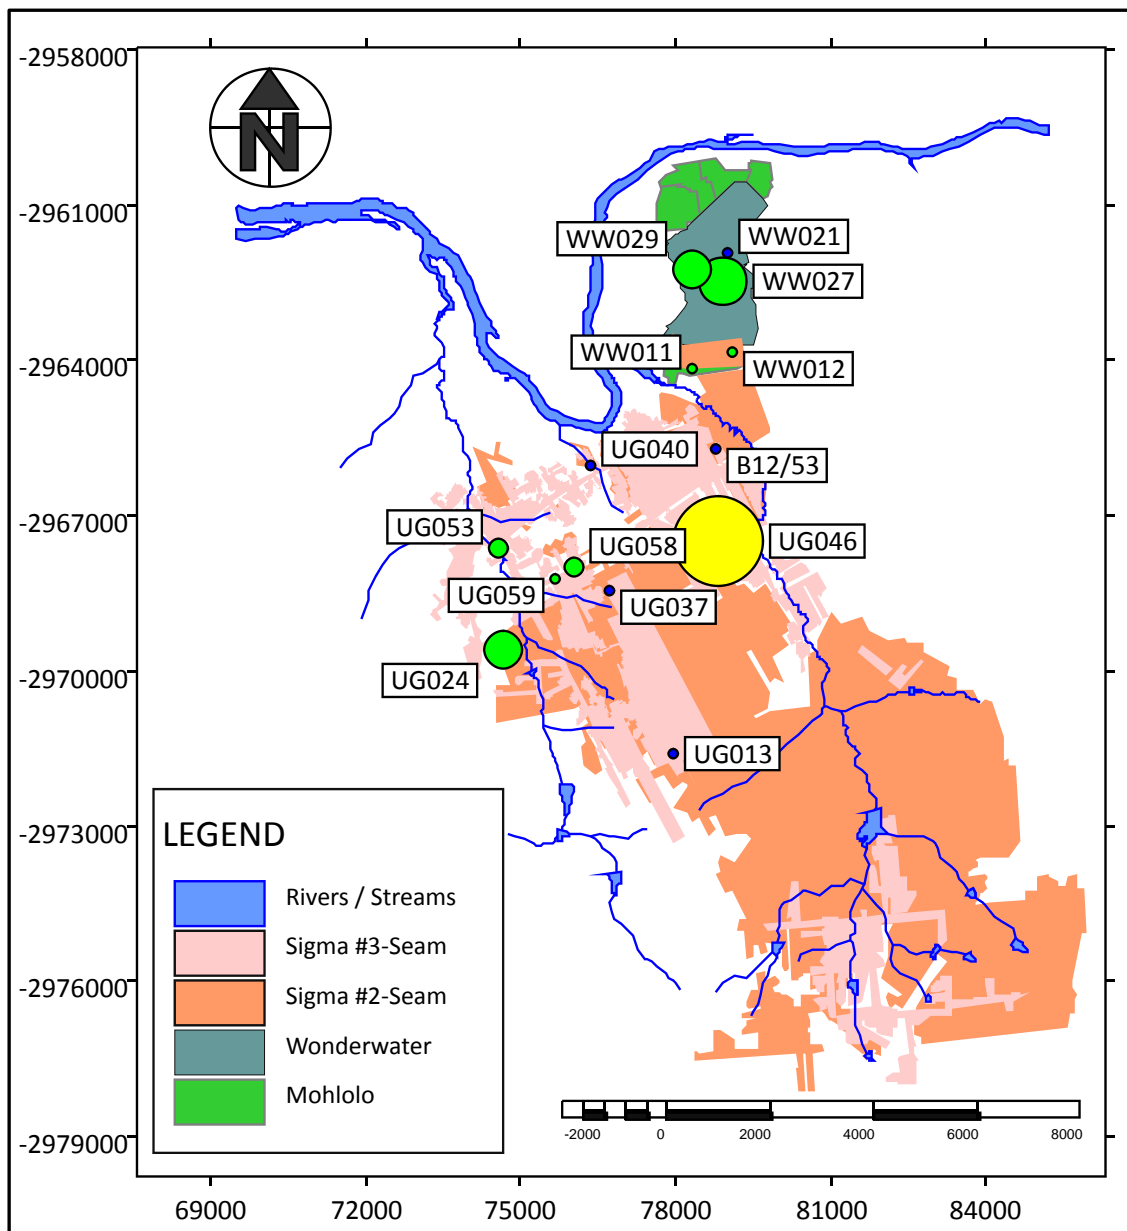 -2958000
N
-2961000
WW029
WW021
WW027
-2964000
WW011
WW012
UG040
B12/53
-2967000
UG053
UG058
UG046
UG059
UG037
-2970000
UG024
UG013
-2973000
LEGEND
Rivers / Streams
Sigma #3-Seam
-2976000
Sigma #2-Seam
Wonderwater
Mohlolo
-2979000
-2000 0 2000 4000 6000 8000
69000 72000 75000 78000 81000 84000